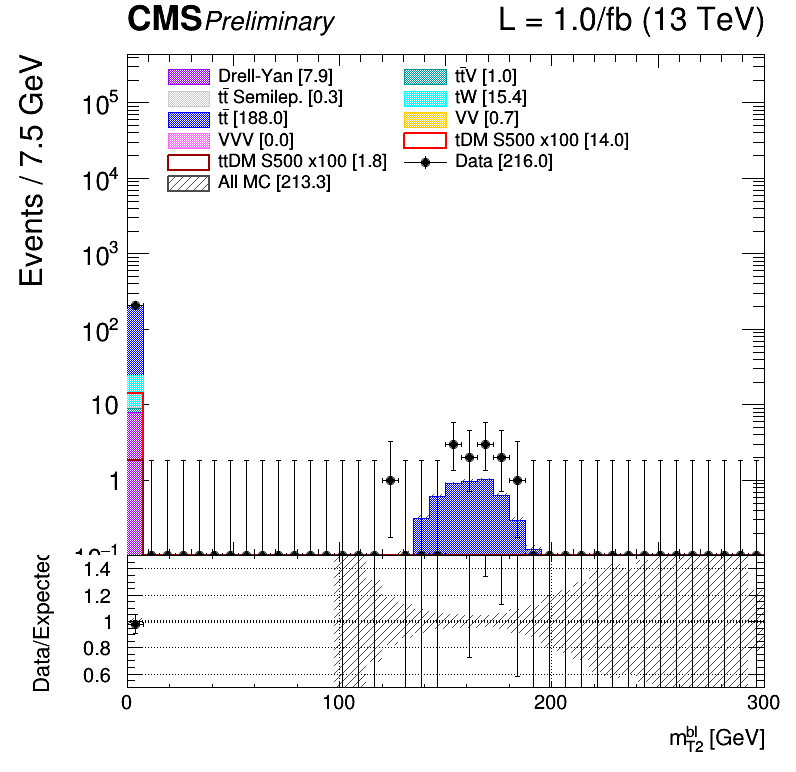 CMS Preliminary L = 1.0/fb (13 TeV)
Events / 7.5 GeV
Drell-Yan [7.9]
tt̄ Semilep. [0.3]
tt̄ [188.0]
VVV [0.0]
ttDM S500 x100 [1.8]
All MC [213.3]
tt̄V [1.0]
tW [15.4]
VV [0.7]
tDM S500 x100 [14.0]
Data [216.0]
10⁵
10⁴
10³
10²
10
1
10⁻¹
Data/Expected
1.4
1.2
1
0.8
0.6
0 100 200 300
m_{T2}^{bl} [GeV]